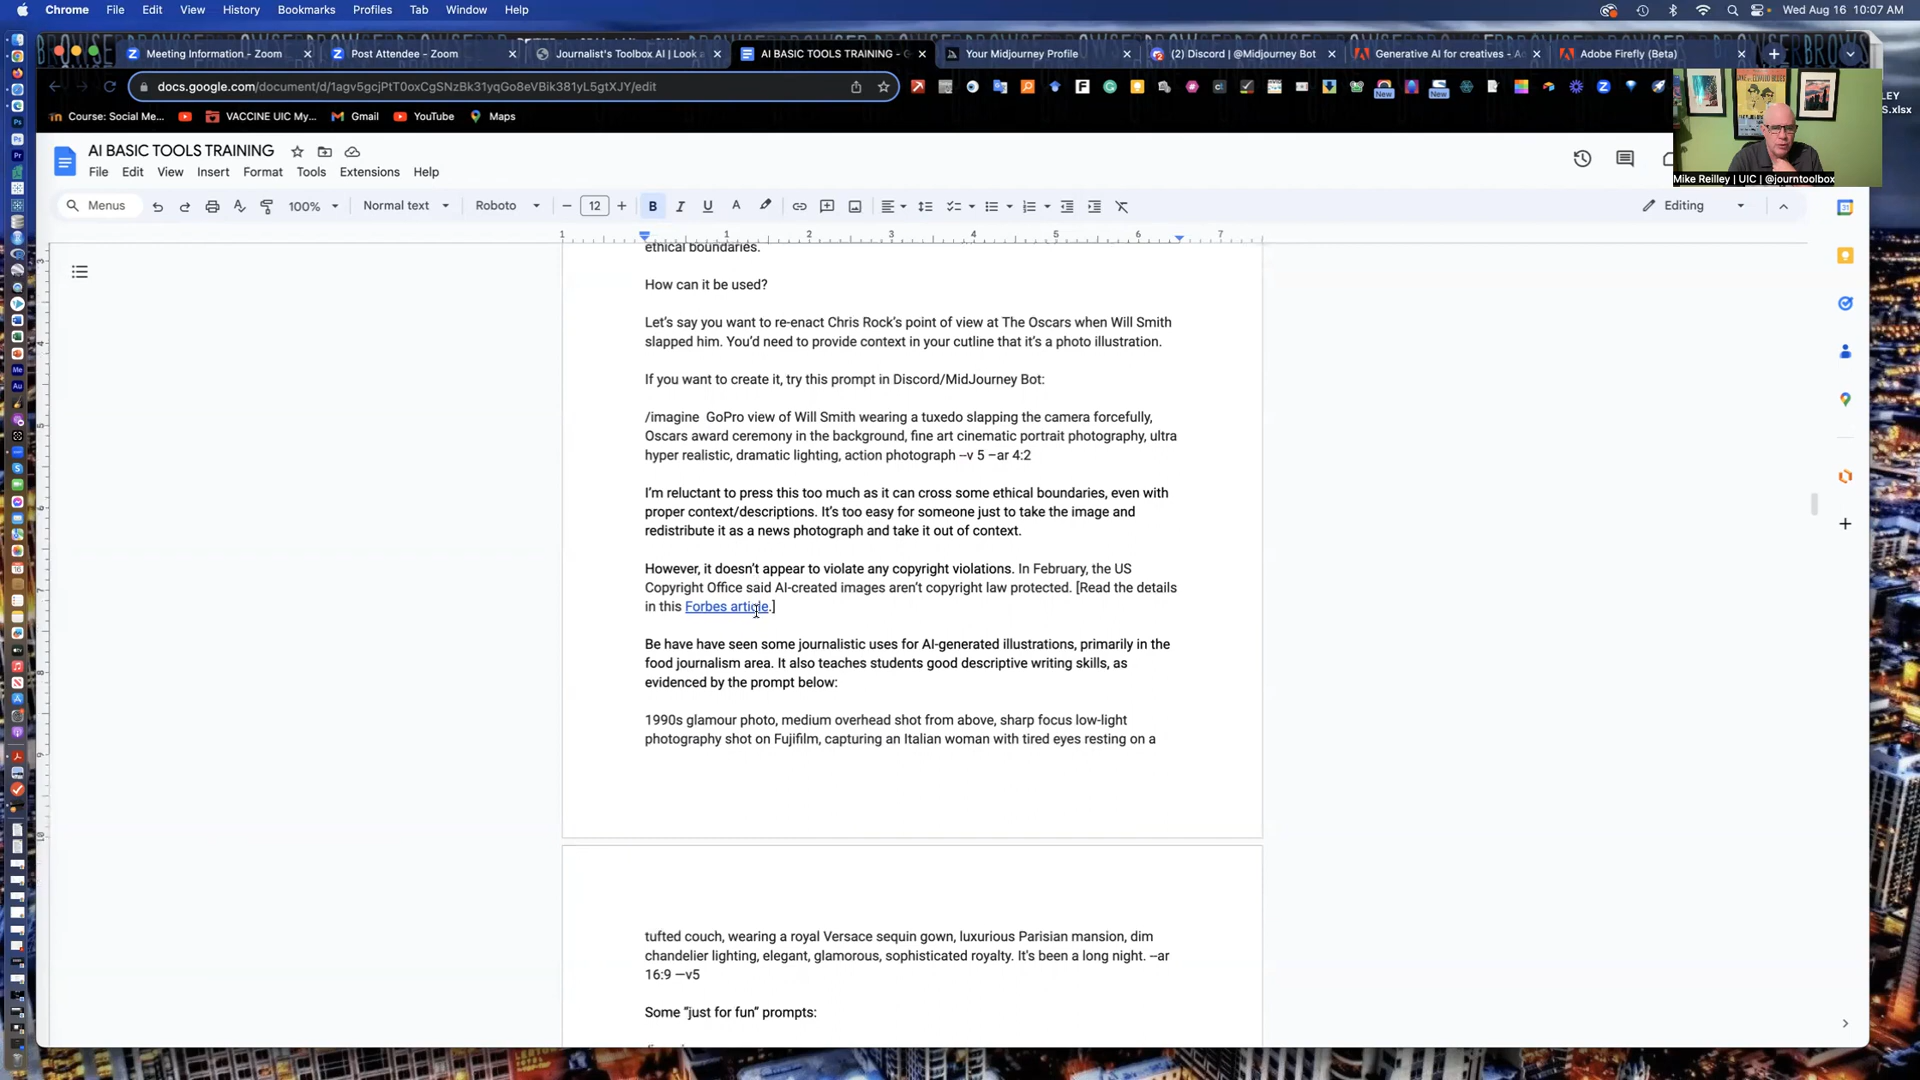 Chrome File Edit View History Bookmarks Profiles Tab Window Help Wed Aug 16 10:07 AM
Meeting Information - Zoom Post Attendee - Zoom Journalist's Toolbox AI | Look a AI BASIC TOOLS TRAINING - G Your Midjourney Profile (2) Discord | @Midjourney Bot Generative AI for creatives - Ad Adobe Firefly (Beta)
docs.google.com/document/d/1agv5gcjPtT0oxCgSNzBk31yqGo8eVBik381yL5gtXJY/edit New New
Course: Social Me... VACCINE UIC My... Gmail YouTube Maps
Mike Reilley | UIC | @journtoolbox
AI BASIC TOOLS TRAINING
File Edit View Insert Format Tools Extensions Help
Menus 100% Normal text Roboto 12 Editing
1 1 2 3 4 5 6 7
ethical boundaries.
How can it be used?
Let's say you want to re-enact Chris Rock's point of view at The Oscars when Will Smith
slapped him. You'd need to provide context in your cutline that it's a photo illustration.
If you want to create it, try this prompt in Discord/MidJourney Bot:
/imagine GoPro view of Will Smith wearing a tuxedo slapping the camera forcefully,
Oscars award ceremony in the background, fine art cinematic portrait photography, ultra
hyper realistic, dramatic lighting, action photograph --v 5 –ar 4:2
I'm reluctant to press this too much as it can cross some ethical boundaries, even with
proper context/descriptions. It's too easy for someone just to take the image and
redistribute it as a news photograph and take it out of context.
However, it doesn't appear to violate any copyright violations. In February, the US
Copyright Office said AI-created images aren't copyright law protected. [Read the details
in this Forbes article.]
Be have have seen some journalistic uses for AI-generated illustrations, primarily in the
food journalism area. It also teaches students good descriptive writing skills, as
evidenced by the prompt below:
1990s glamour photo, medium overhead shot from above, sharp focus low-light
photography shot on Fujifilm, capturing an Italian woman with tired eyes resting on a
tufted couch, wearing a royal Versace sequin gown, luxurious Parisian mansion, dim
chandelier lighting, elegant, glamorous, sophisticated royalty. It's been a long night. --ar
16:9 —v5
Some "just for fun" prompts: